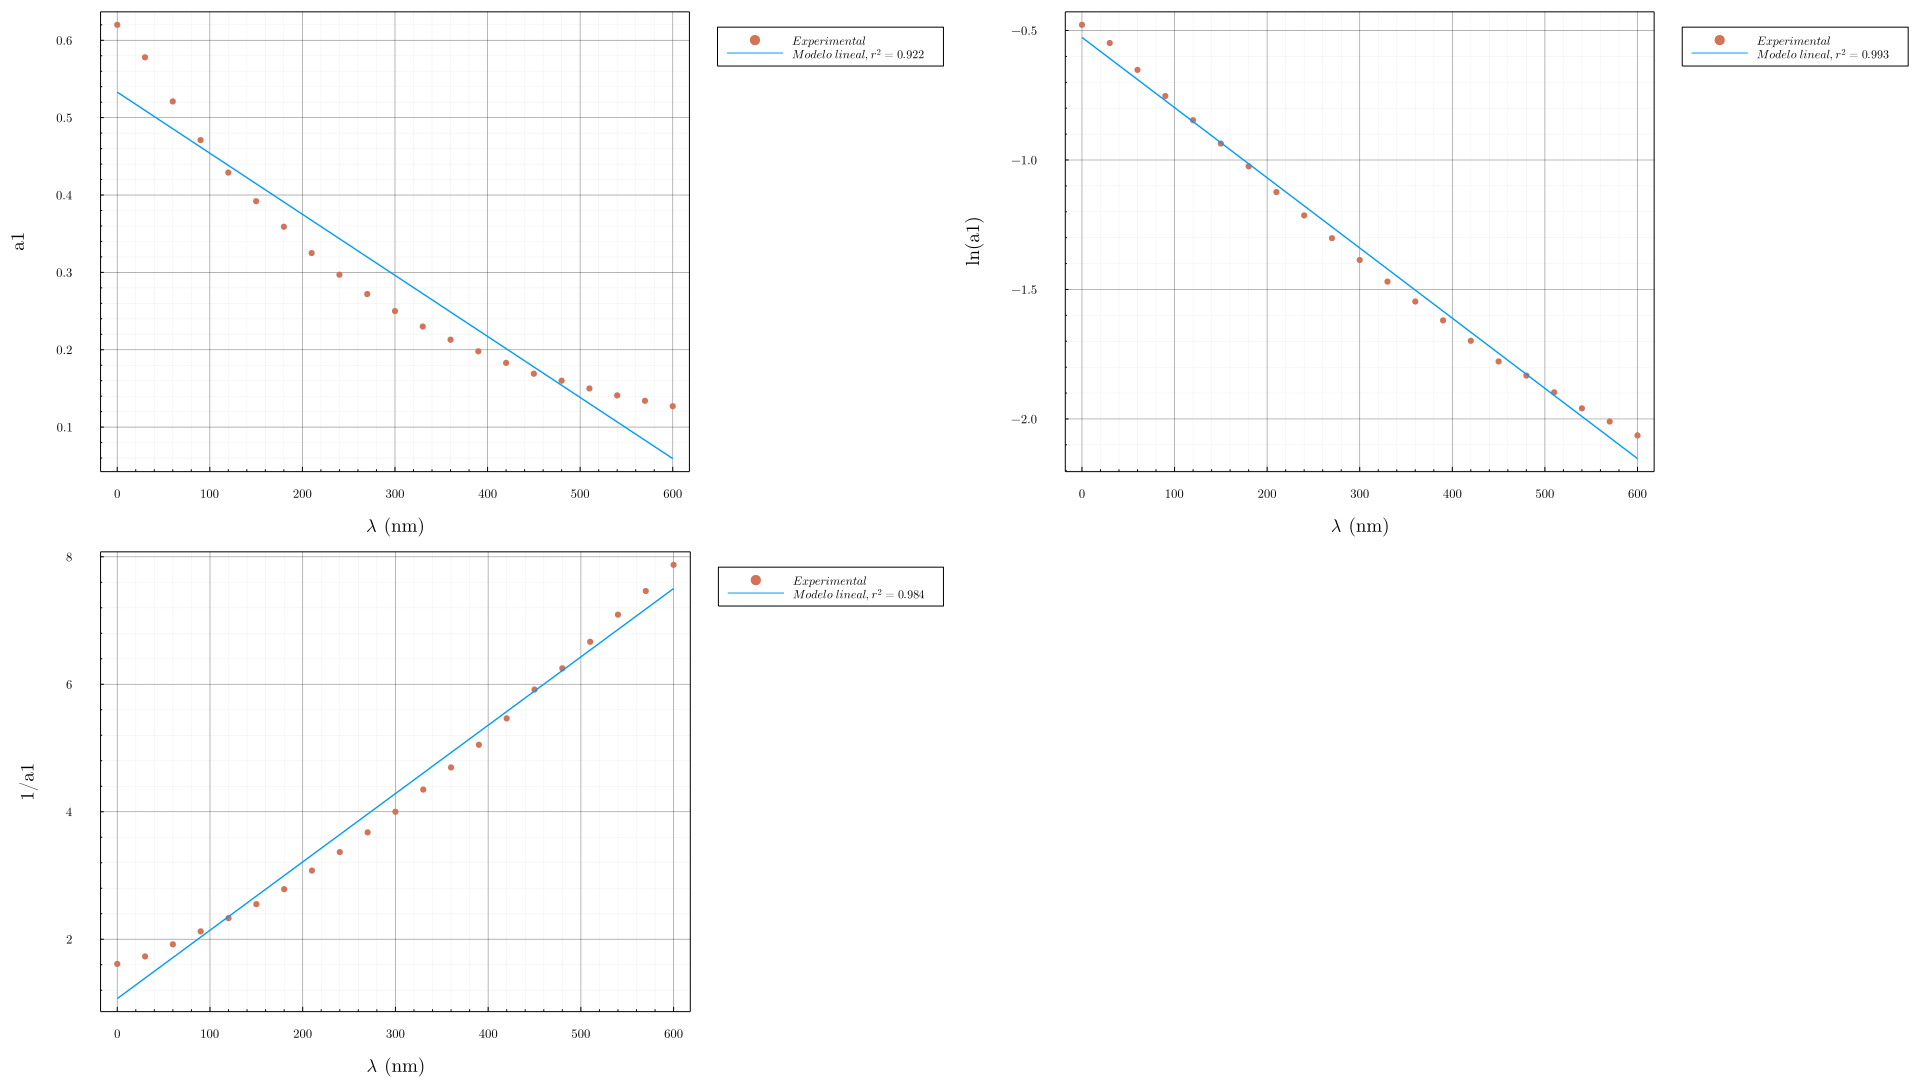 0.6
0.5
0.4
0.3
0.2
0.1
a1
0 100 200 300 400 500 600
λ (nm)
Experimental
Modelo lineal, r² = 0.922
−0.5
−1.0
−1.5
−2.0
ln(a1)
0 100 200 300 400 500 600
λ (nm)
Experimental
Modelo lineal, r² = 0.993
8
6
4
2
1/a1
0 100 200 300 400 500 600
λ (nm)
Experimental
Modelo lineal, r² = 0.984